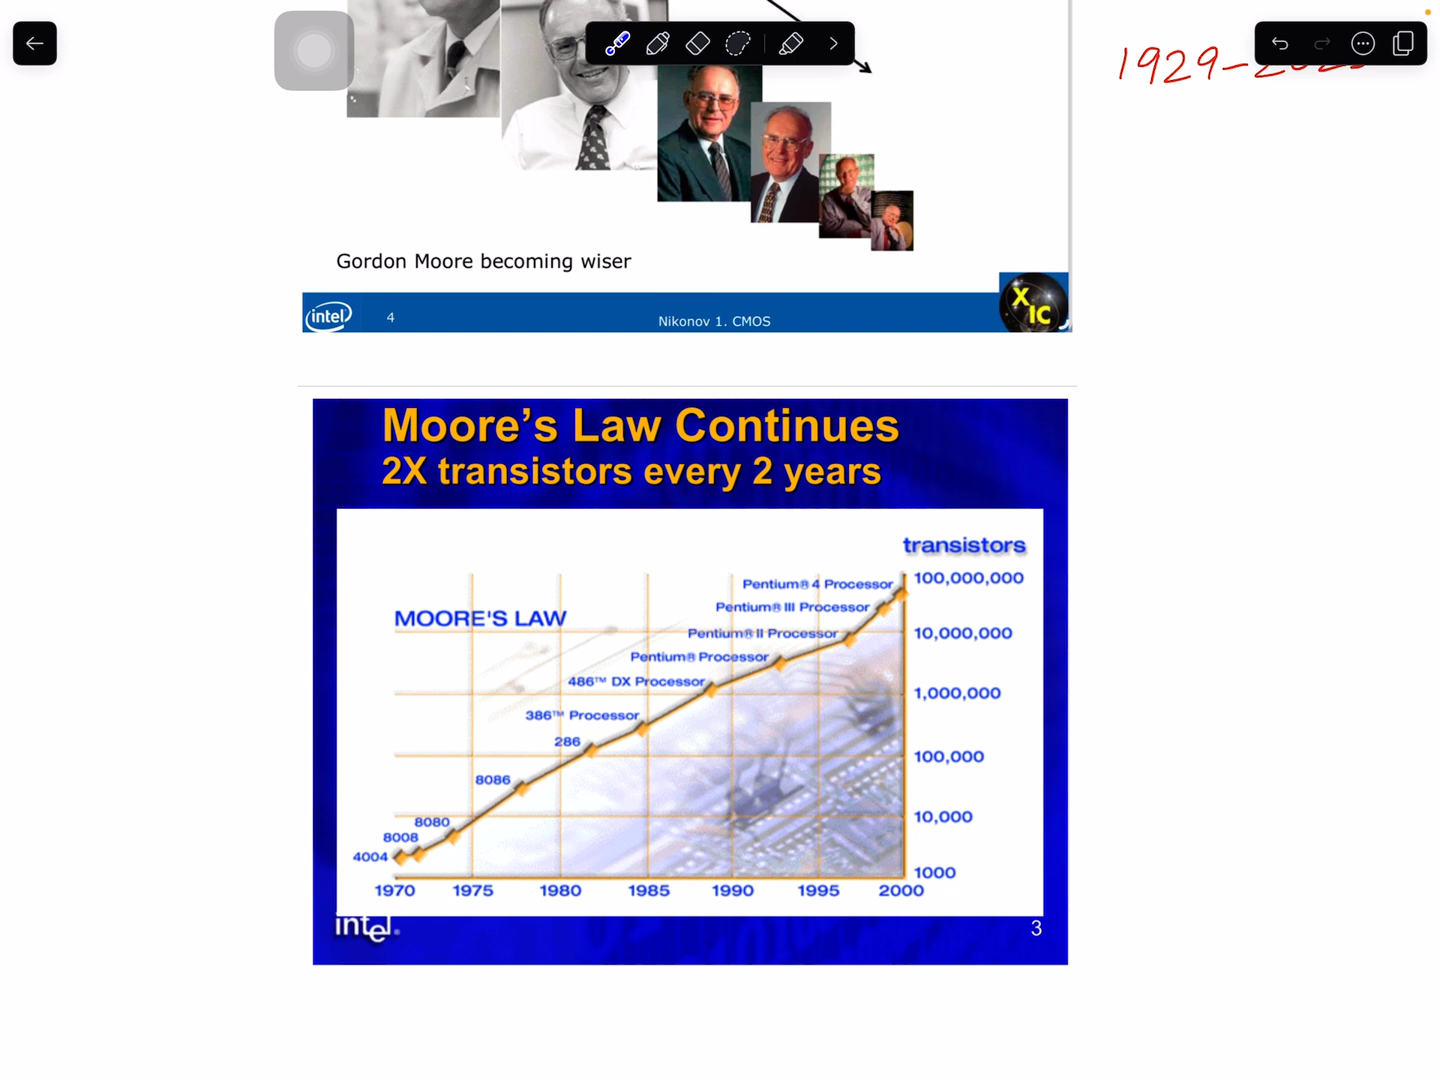 1929-
Gordon Moore becoming wiser
intel
4
Nikonov 1. CMOS
X
IC
Moore's Law Continues
2X transistors every 2 years
transistors
MOORE'S LAW
Pentium® 4 Processor
100,000,000
Pentium® III Processor
Pentium® II Processor
10,000,000
Pentium® Processor
486™ DX Processor
1,000,000
386™ Processor
286
100,000
8086
8080
10,000
8008
4004
1000
1970 1975 1980 1985 1990 1995 2000
intel®
3